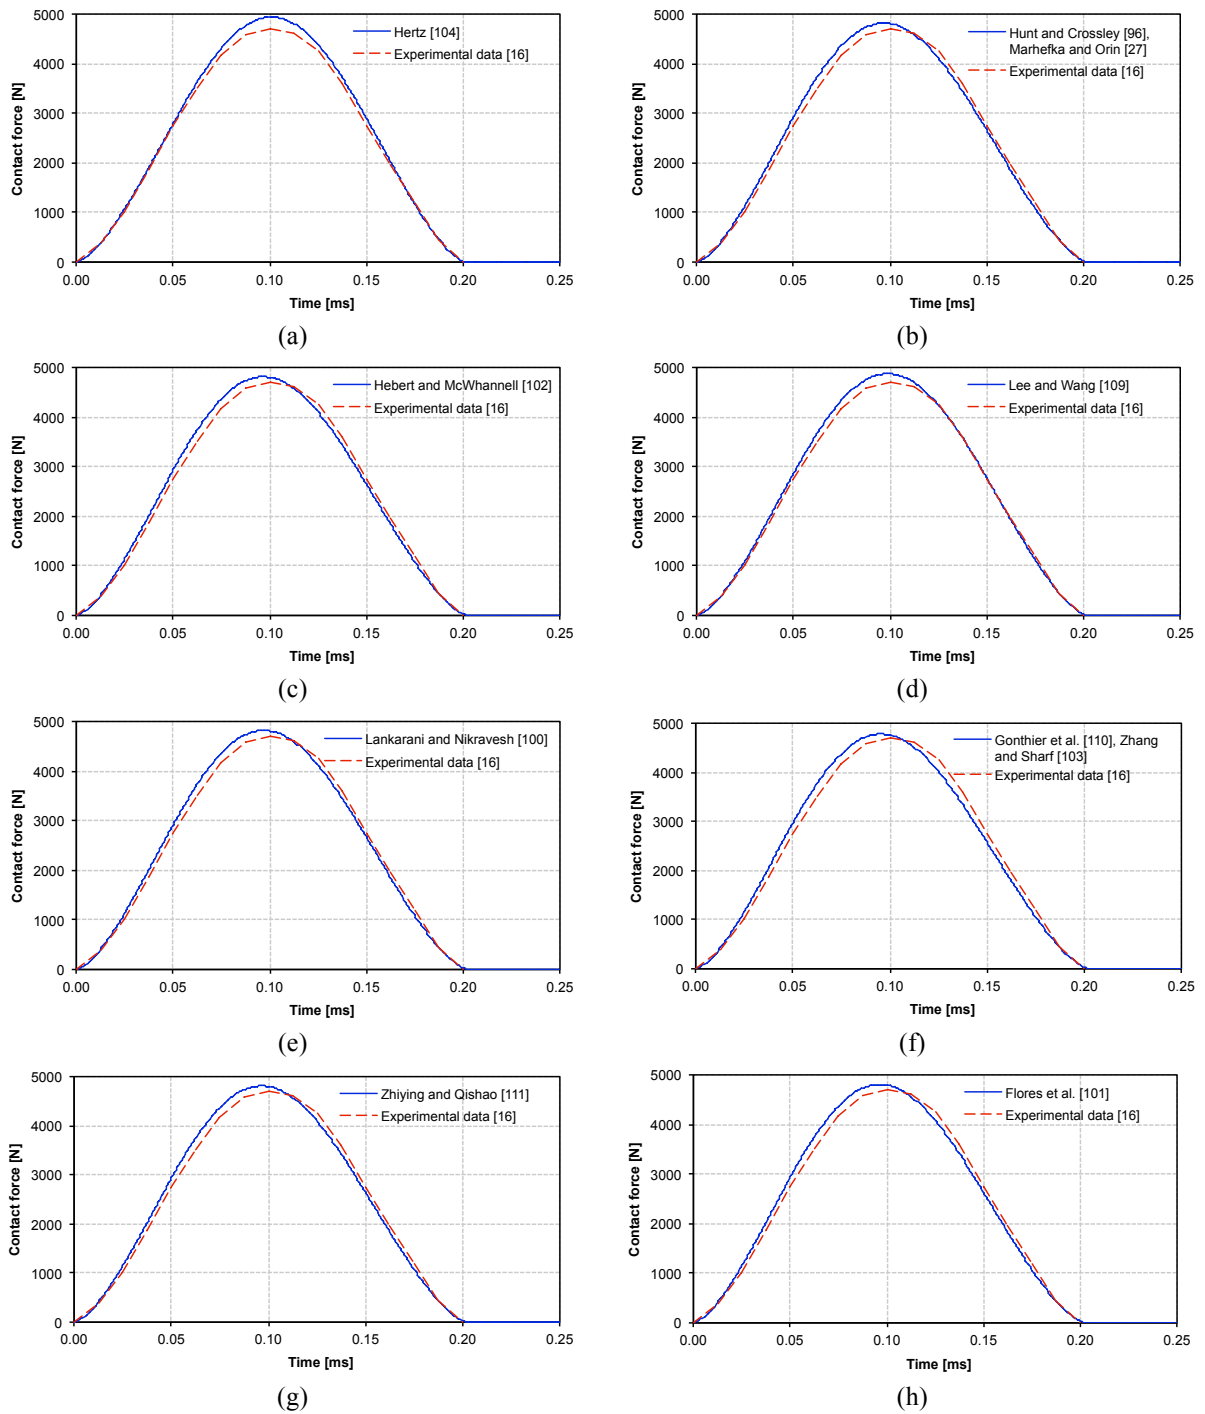 5000
4000
3000
2000
1000
0
Contact force [N]
Hertz [104]
Experimental data [16]
0.00 0.05 0.10 0.15 0.20 0.25
Time [ms]
(a)
5000
4000
3000
2000
1000
0
Contact force [N]
Hunt and Crossley [96],
Marhefka and Orin [27]
Experimental data [16]
0.00 0.05 0.10 0.15 0.20 0.25
Time [ms]
(b)
5000
4000
3000
2000
1000
0
Contact force [N]
Hebert and McWhannell [102]
Experimental data [16]
0.00 0.05 0.10 0.15 0.20 0.25
Time [ms]
(c)
5000
4000
3000
2000
1000
0
Contact force [N]
Lee and Wang [109]
Experimental data [16]
0.00 0.05 0.10 0.15 0.20 0.25
Time [ms]
(d)
5000
4000
3000
2000
1000
0
Contact force [N]
Lankarani and Nikravesh [100]
Experimental data [16]
0.00 0.05 0.10 0.15 0.20 0.25
Time [ms]
(e)
5000
4000
3000
2000
1000
0
Contact force [N]
Gonthier et al. [110], Zhang
and Sharf [103]
Experimental data [16]
0.00 0.05 0.10 0.15 0.20 0.25
Time [ms]
(f)
5000
4000
3000
2000
1000
0
Contact force [N]
Zhiying and Qishao [111]
Experimental data [16]
0.00 0.05 0.10 0.15 0.20 0.25
Time [ms]
(g)
5000
4000
3000
2000
1000
0
Contact force [N]
Flores et al. [101]
Experimental data [16]
0.00 0.05 0.10 0.15 0.20 0.25
Time [ms]
(h)